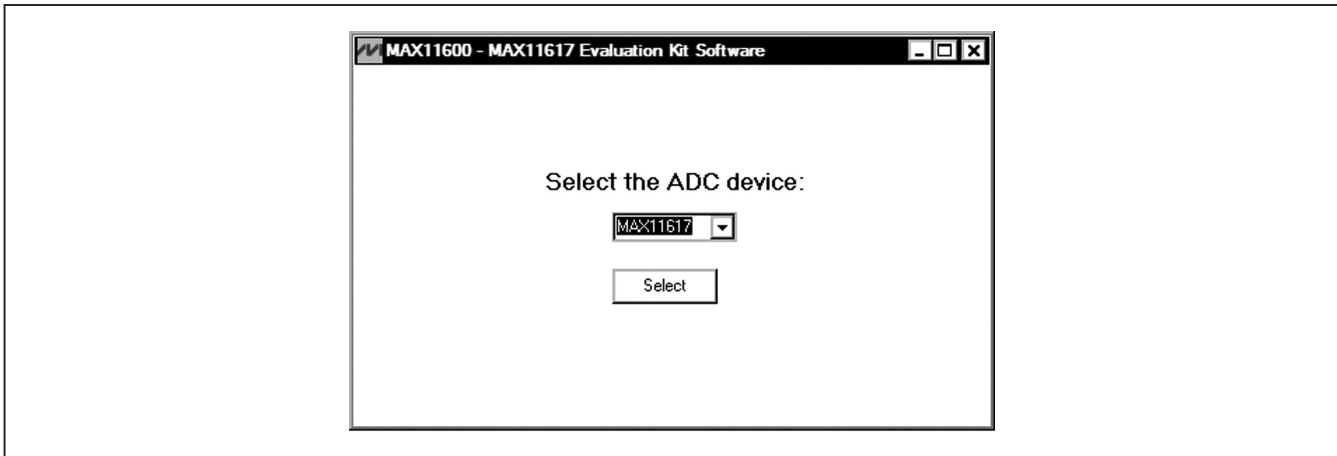 MAX11600 - MAX11617 Evaluation Kit Software
Select the ADC device:
MAX11617
Select